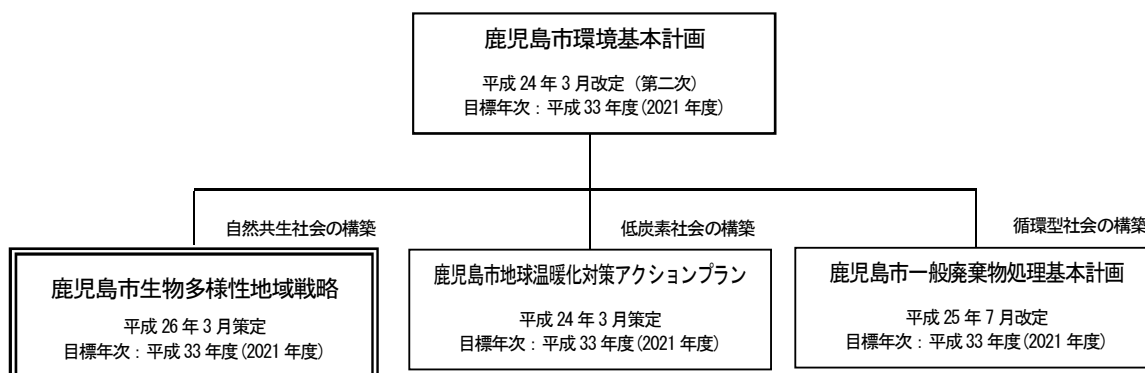 鹿児島市環境基本計画
平成 24 年 3 月改定（第二次）
目標年次：平成 33 年度(2021 年度)
自然共生社会の構築
低炭素社会の構築
循環型社会の構築
鹿児島市生物多様性地域戦略
平成 26 年 3 月策定
目標年次：平成 33 年度(2021 年度)
鹿児島市地球温暖化対策アクションプラン
平成 24 年 3 月策定
目標年次：平成 33 年度(2021 年度)
鹿児島市一般廃棄物処理基本計画
平成 25 年 7 月改定
目標年次：平成 33 年度(2021 年度)